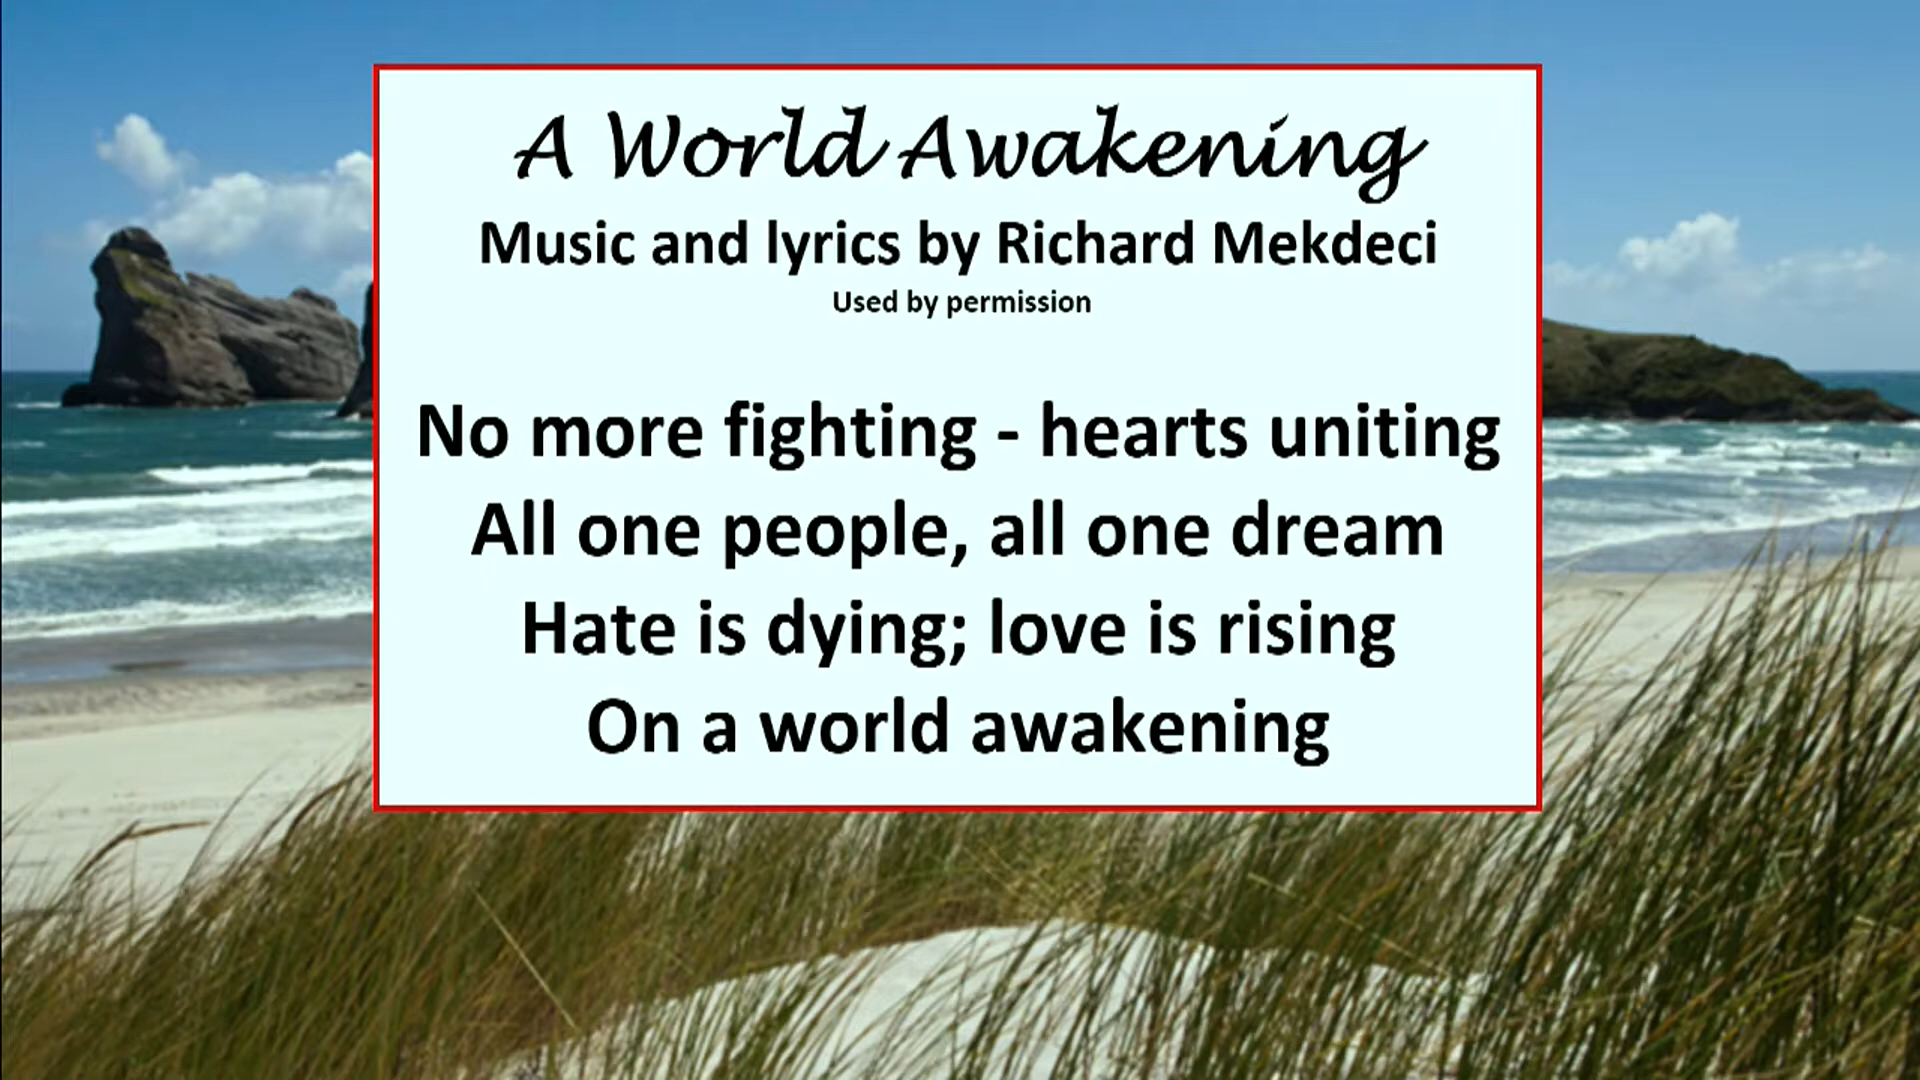 A World Awakening
Music and lyrics by Richard Mekdeci
Used by permission
No more fighting - hearts uniting
All one people, all one dream
Hate is dying; love is rising
On a world awakening